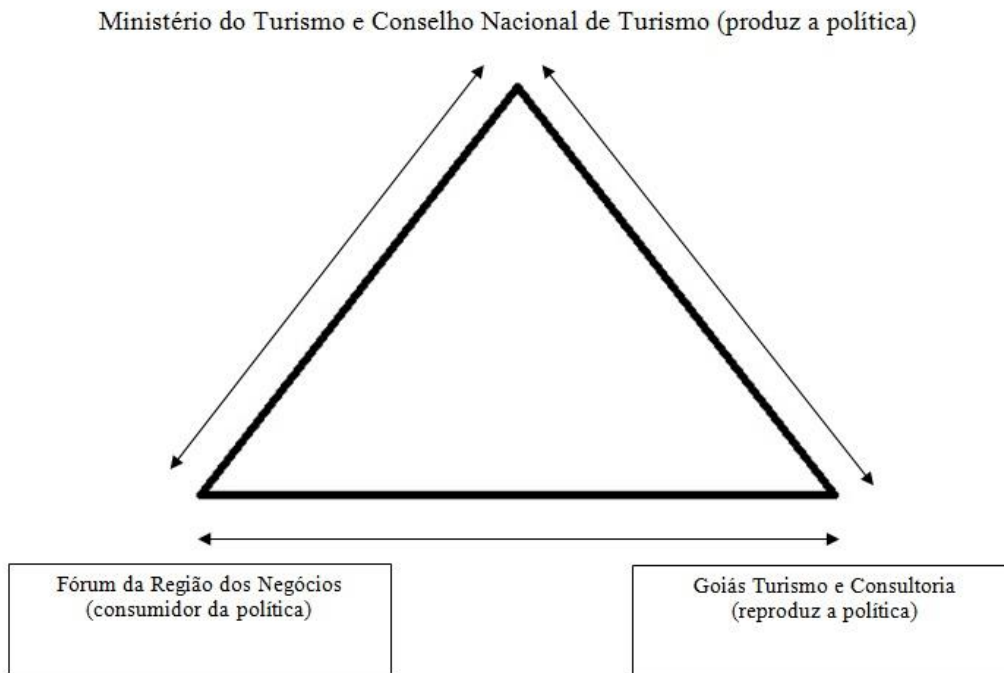 Ministério do Turismo e Conselho Nacional de Turismo (produz a política)
Fórum da Região dos Negócios
(consumidor da política)
Goiás Turismo e Consultoria
(reproduz a política)